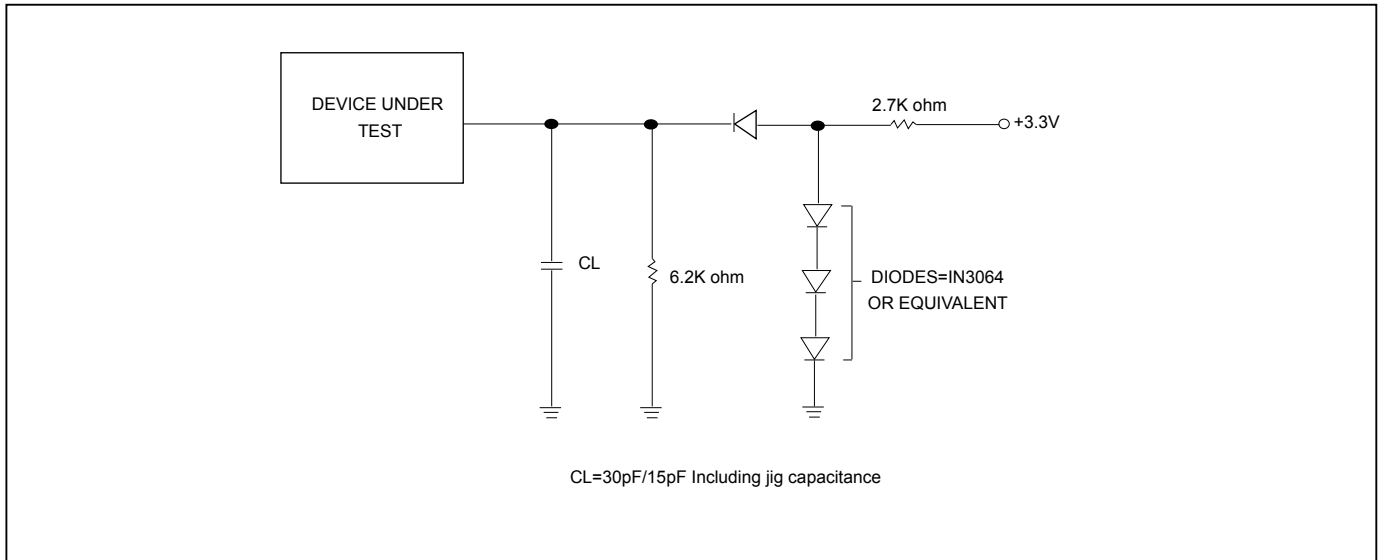 DEVICE UNDER
TEST
2.7K ohm
+3.3V
CL
6.2K ohm
DIODES=IN3064
OR EQUIVALENT
CL=30pF/15pF Including jig capacitance